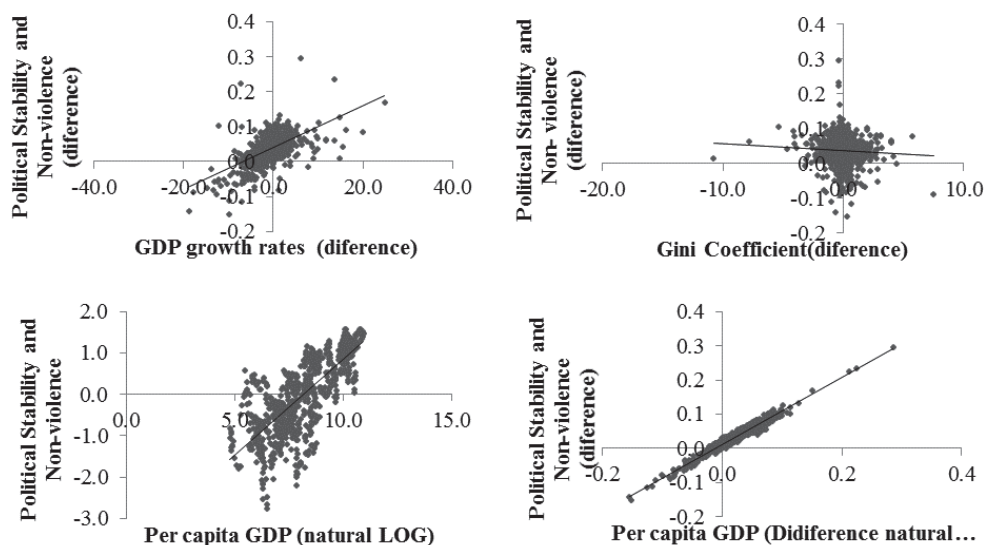 Political Stability and
Non-violence
(diference)
0.4
0.3
0.2
0.1
0.0
-0.1
-0.2
-40.0 -20.0 0.0 20.0 40.0
GDP growth rates (diference)
Political Stability and
Non- violence
(diference)
0.4
0.3
0.2
0.1
0.0
-0.1
-0.2
-20.0 -10.0 0.0 10.0
Gini Coefficient(diference)
Political Stability and
Non-violence
2.0
1.0
0.0
-1.0
-2.0
-3.0
0.0 5.0 10.0 15.0
Per capita GDP (natural LOG)
Political Stability and
Non-violence
(diference)
0.4
0.3
0.2
0.1
0.0
-0.1
-0.2
-0.2 0.0 0.2 0.4
Per capita GDP (Didiference natural…